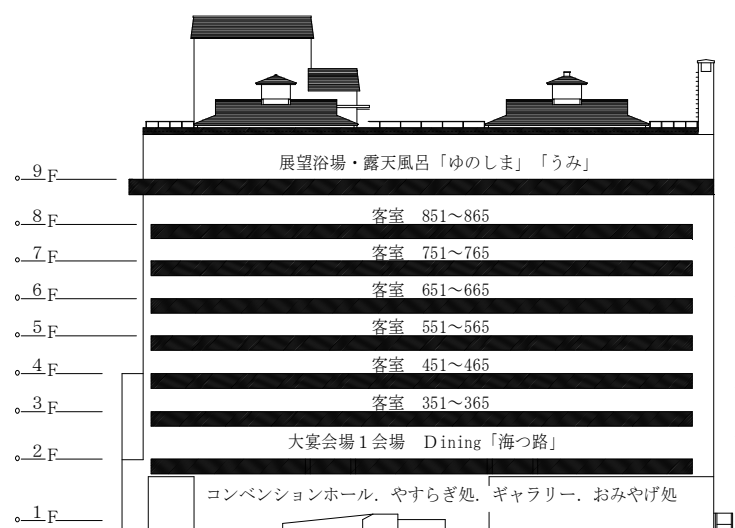 展望浴場・露天風呂「ゆのしま」「うみ」
9F
客室 851～865
8F
客室 751～765
7F
客室 651～665
6F
客室 551～565
5F
客室 451～465
4F
客室 351～365
3F
大宴会場1会場 Dining「海つ路」
2F
コンベンションホール. やすらぎ処. ギャラリー. おみやげ処
1F